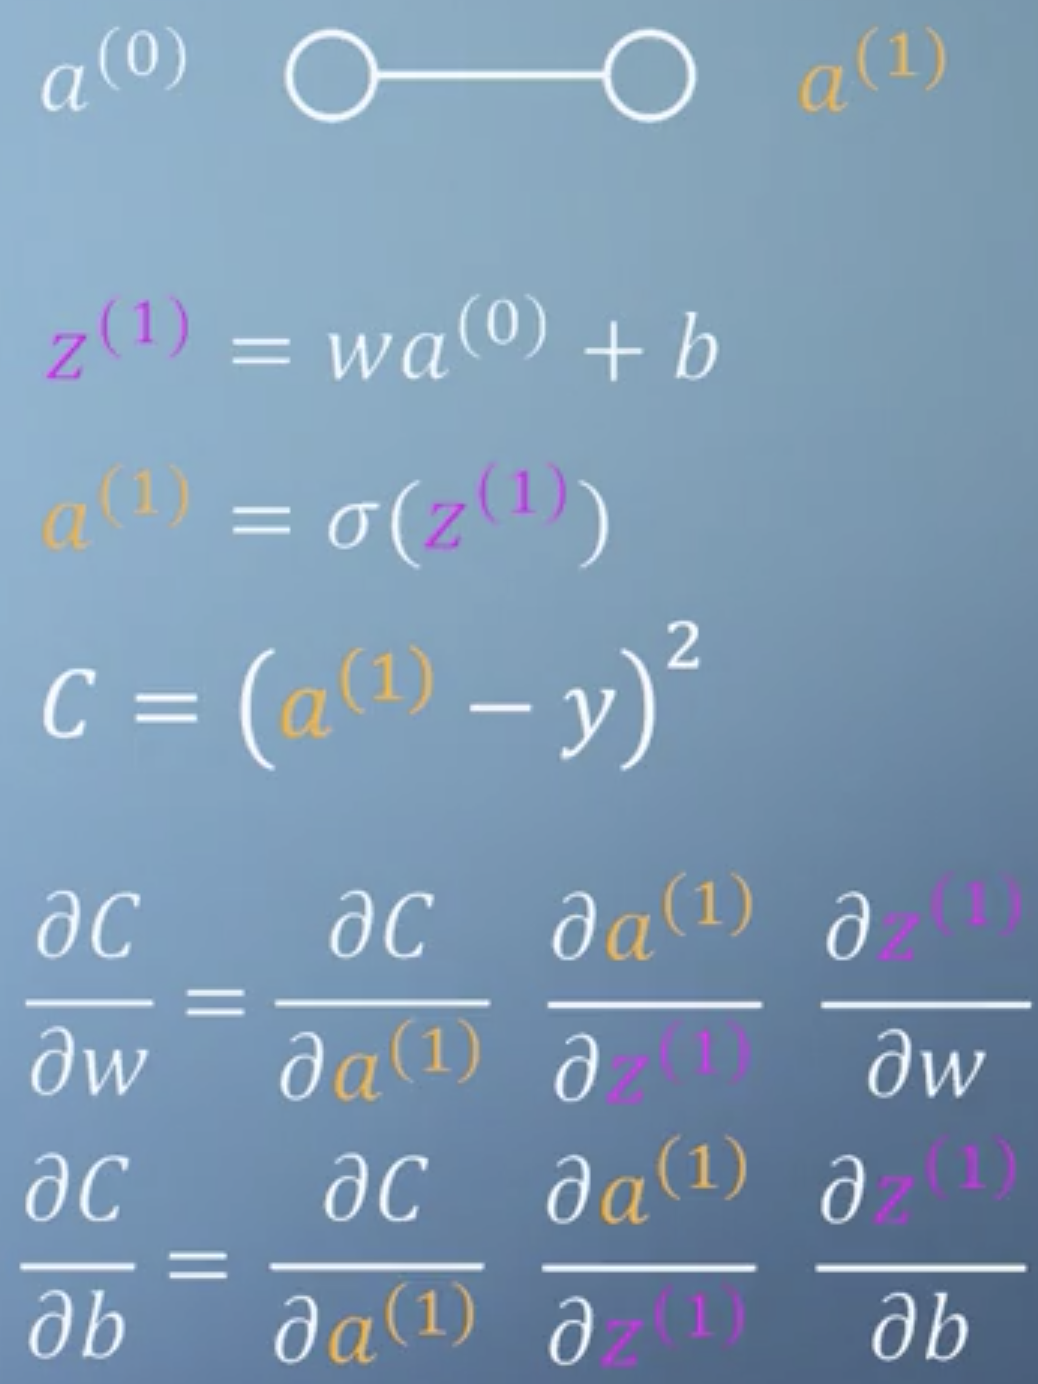 a⁽⁰⁾ a⁽¹⁾
z⁽¹⁾ = wa⁽⁰⁾ + b
a⁽¹⁾ = σ(z⁽¹⁾)
C = (a⁽¹⁾ − y)²
∂C/∂w = ∂C/∂a⁽¹⁾ ∂a⁽¹⁾/∂z⁽¹⁾ ∂z⁽¹⁾/∂w
∂C/∂b = ∂C/∂a⁽¹⁾ ∂a⁽¹⁾/∂z⁽¹⁾ ∂z⁽¹⁾/∂b